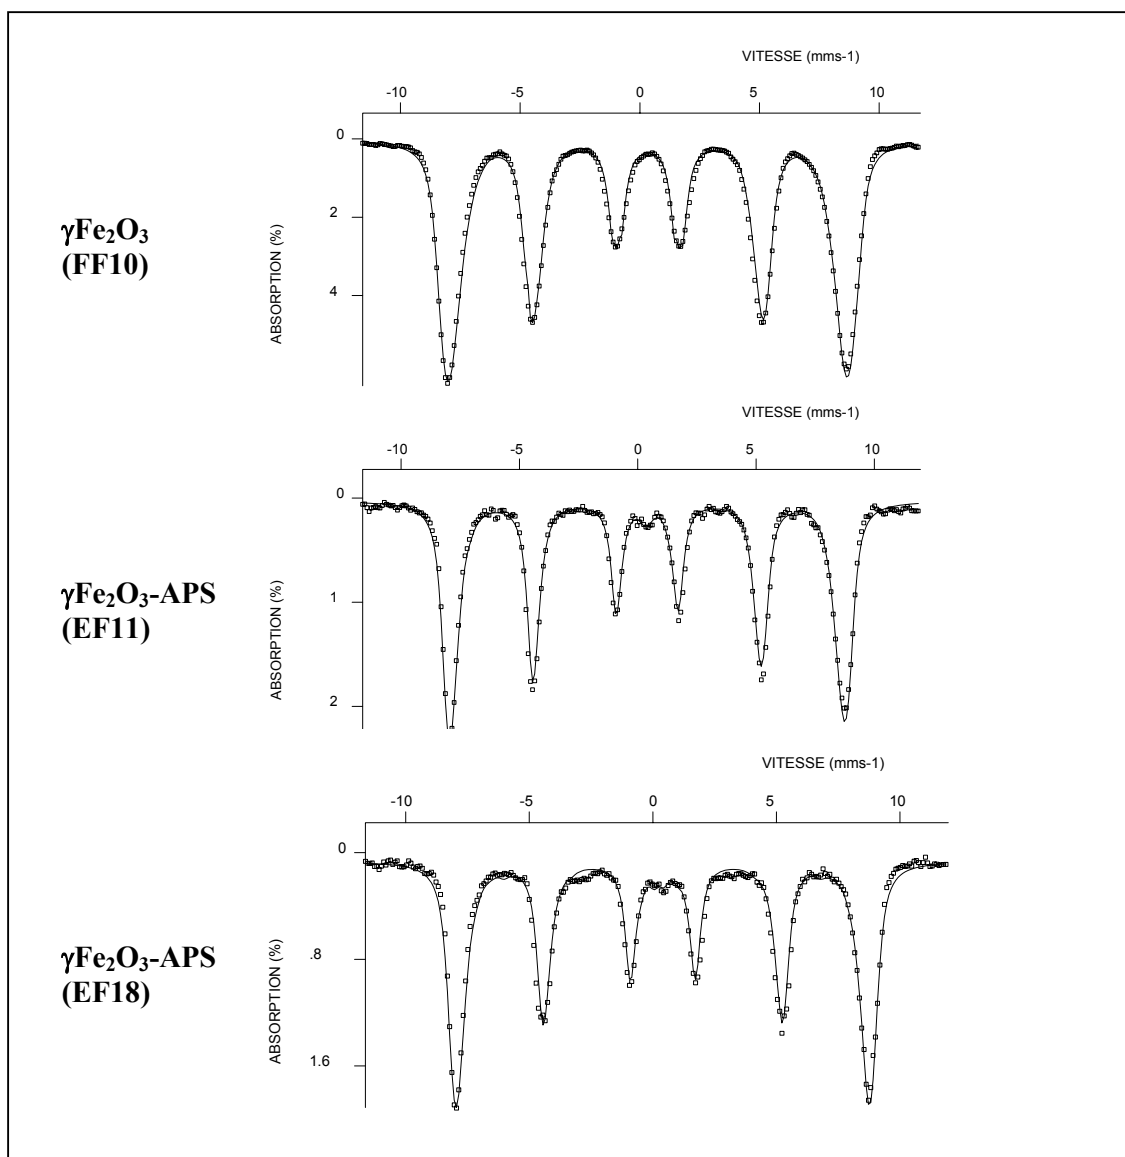 VITESSE (mms-1)
-10 -5 0 5 10
0
2
4
ABSORPTION (%)
γFe₂O₃
(FF10)
VITESSE (mms-1)
-10 -5 0 5 10
0
1
2
ABSORPTION (%)
γFe₂O₃-APS
(EF11)
VITESSE (mms-1)
-10 -5 0 5 10
0
.8
1.6
ABSORPTION (%)
γFe₂O₃-APS
(EF18)